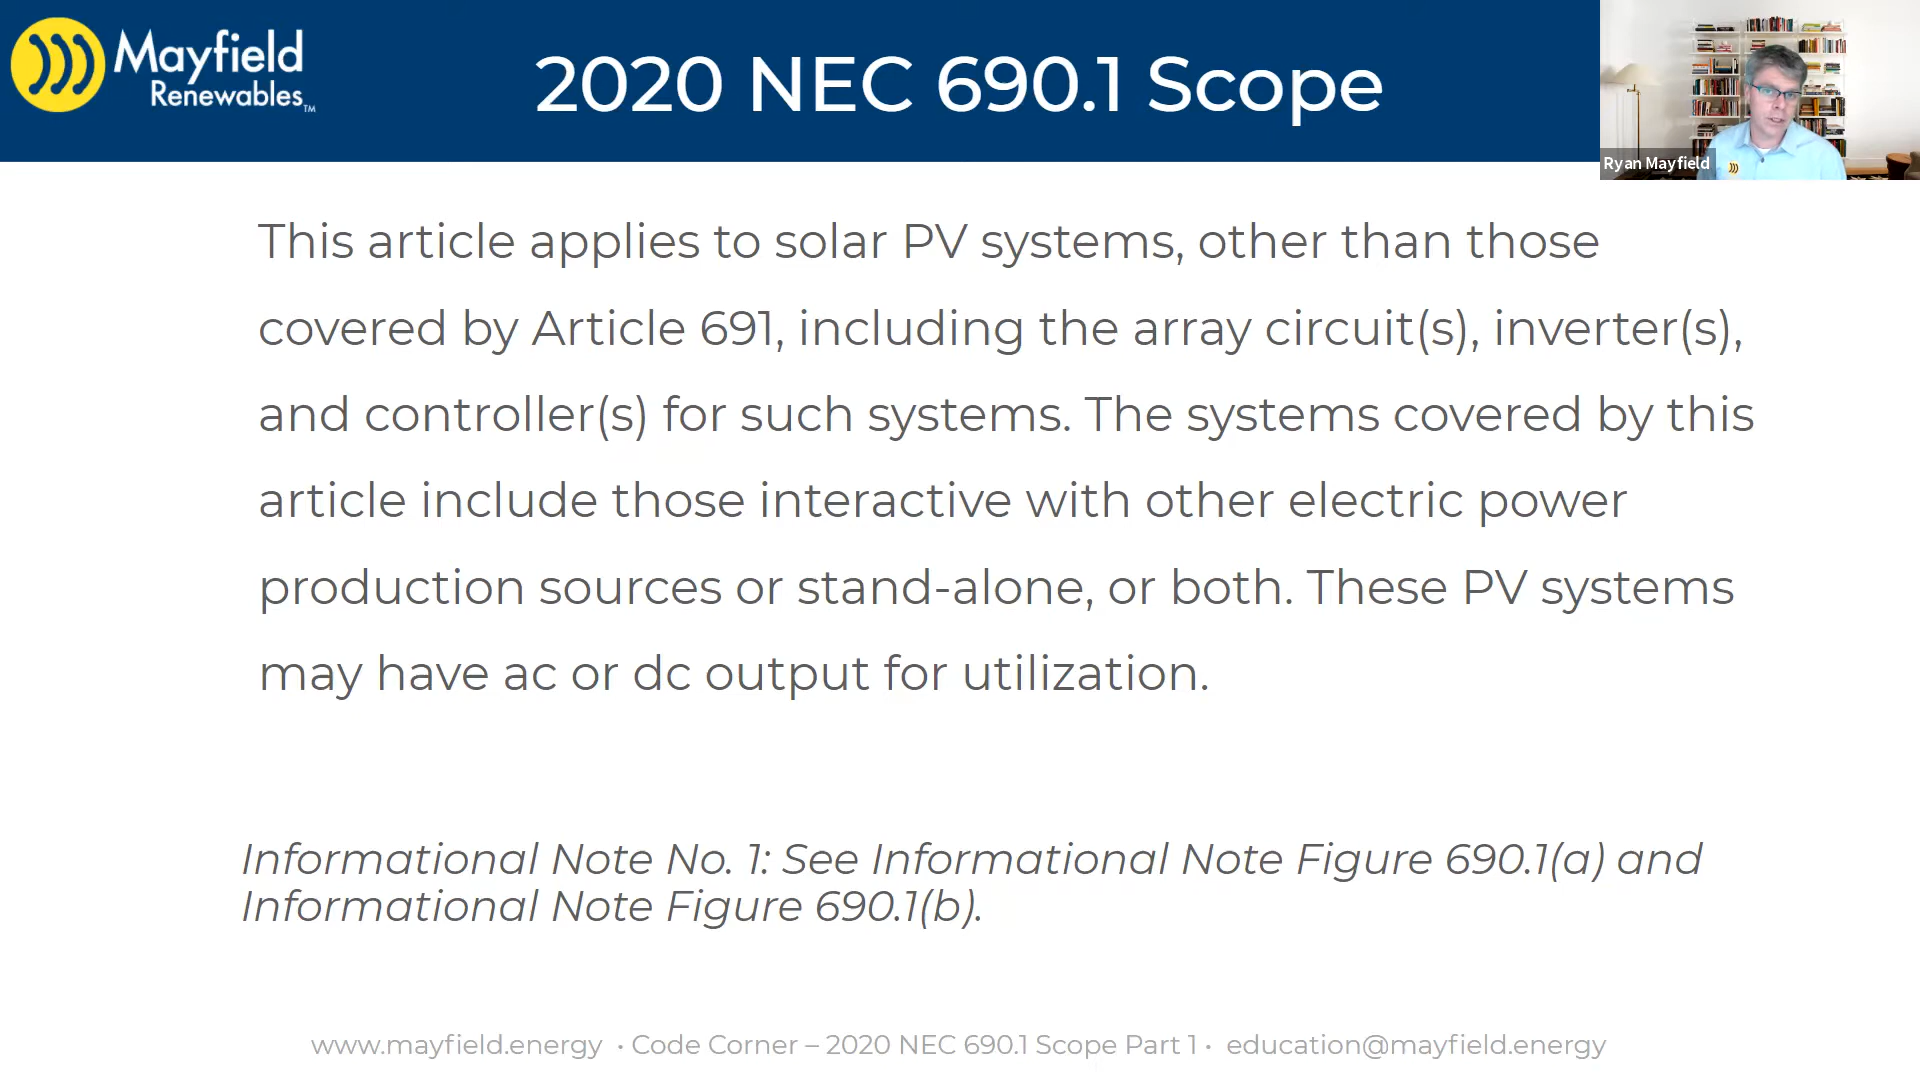 Mayfield
Renewables™
2020 NEC 690.1 Scope
Ryan Mayfield
This article applies to solar PV systems, other than those
covered by Article 691, including the array circuit(s), inverter(s),
and controller(s) for such systems. The systems covered by this
article include those interactive with other electric power
production sources or stand-alone, or both. These PV systems
may have ac or dc output for utilization.
Informational Note No. 1: See Informational Note Figure 690.1(a) and
Informational Note Figure 690.1(b).
www.mayfield.energy • Code Corner – 2020 NEC 690.1 Scope Part 1 • education@mayfield.energy